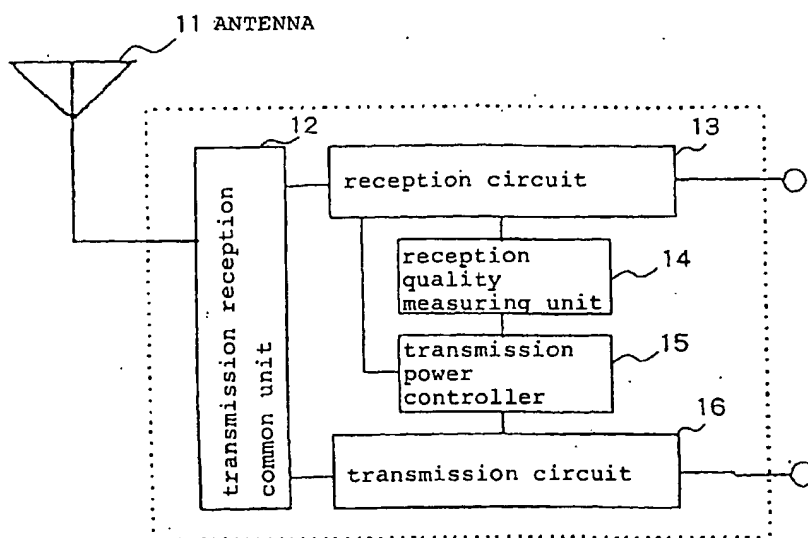 11 ANTENNA
12
13
reception circuit
transmission reception
common unit
reception
quality
measuring unit
14
transmission
power
controller
15
16
transmission circuit